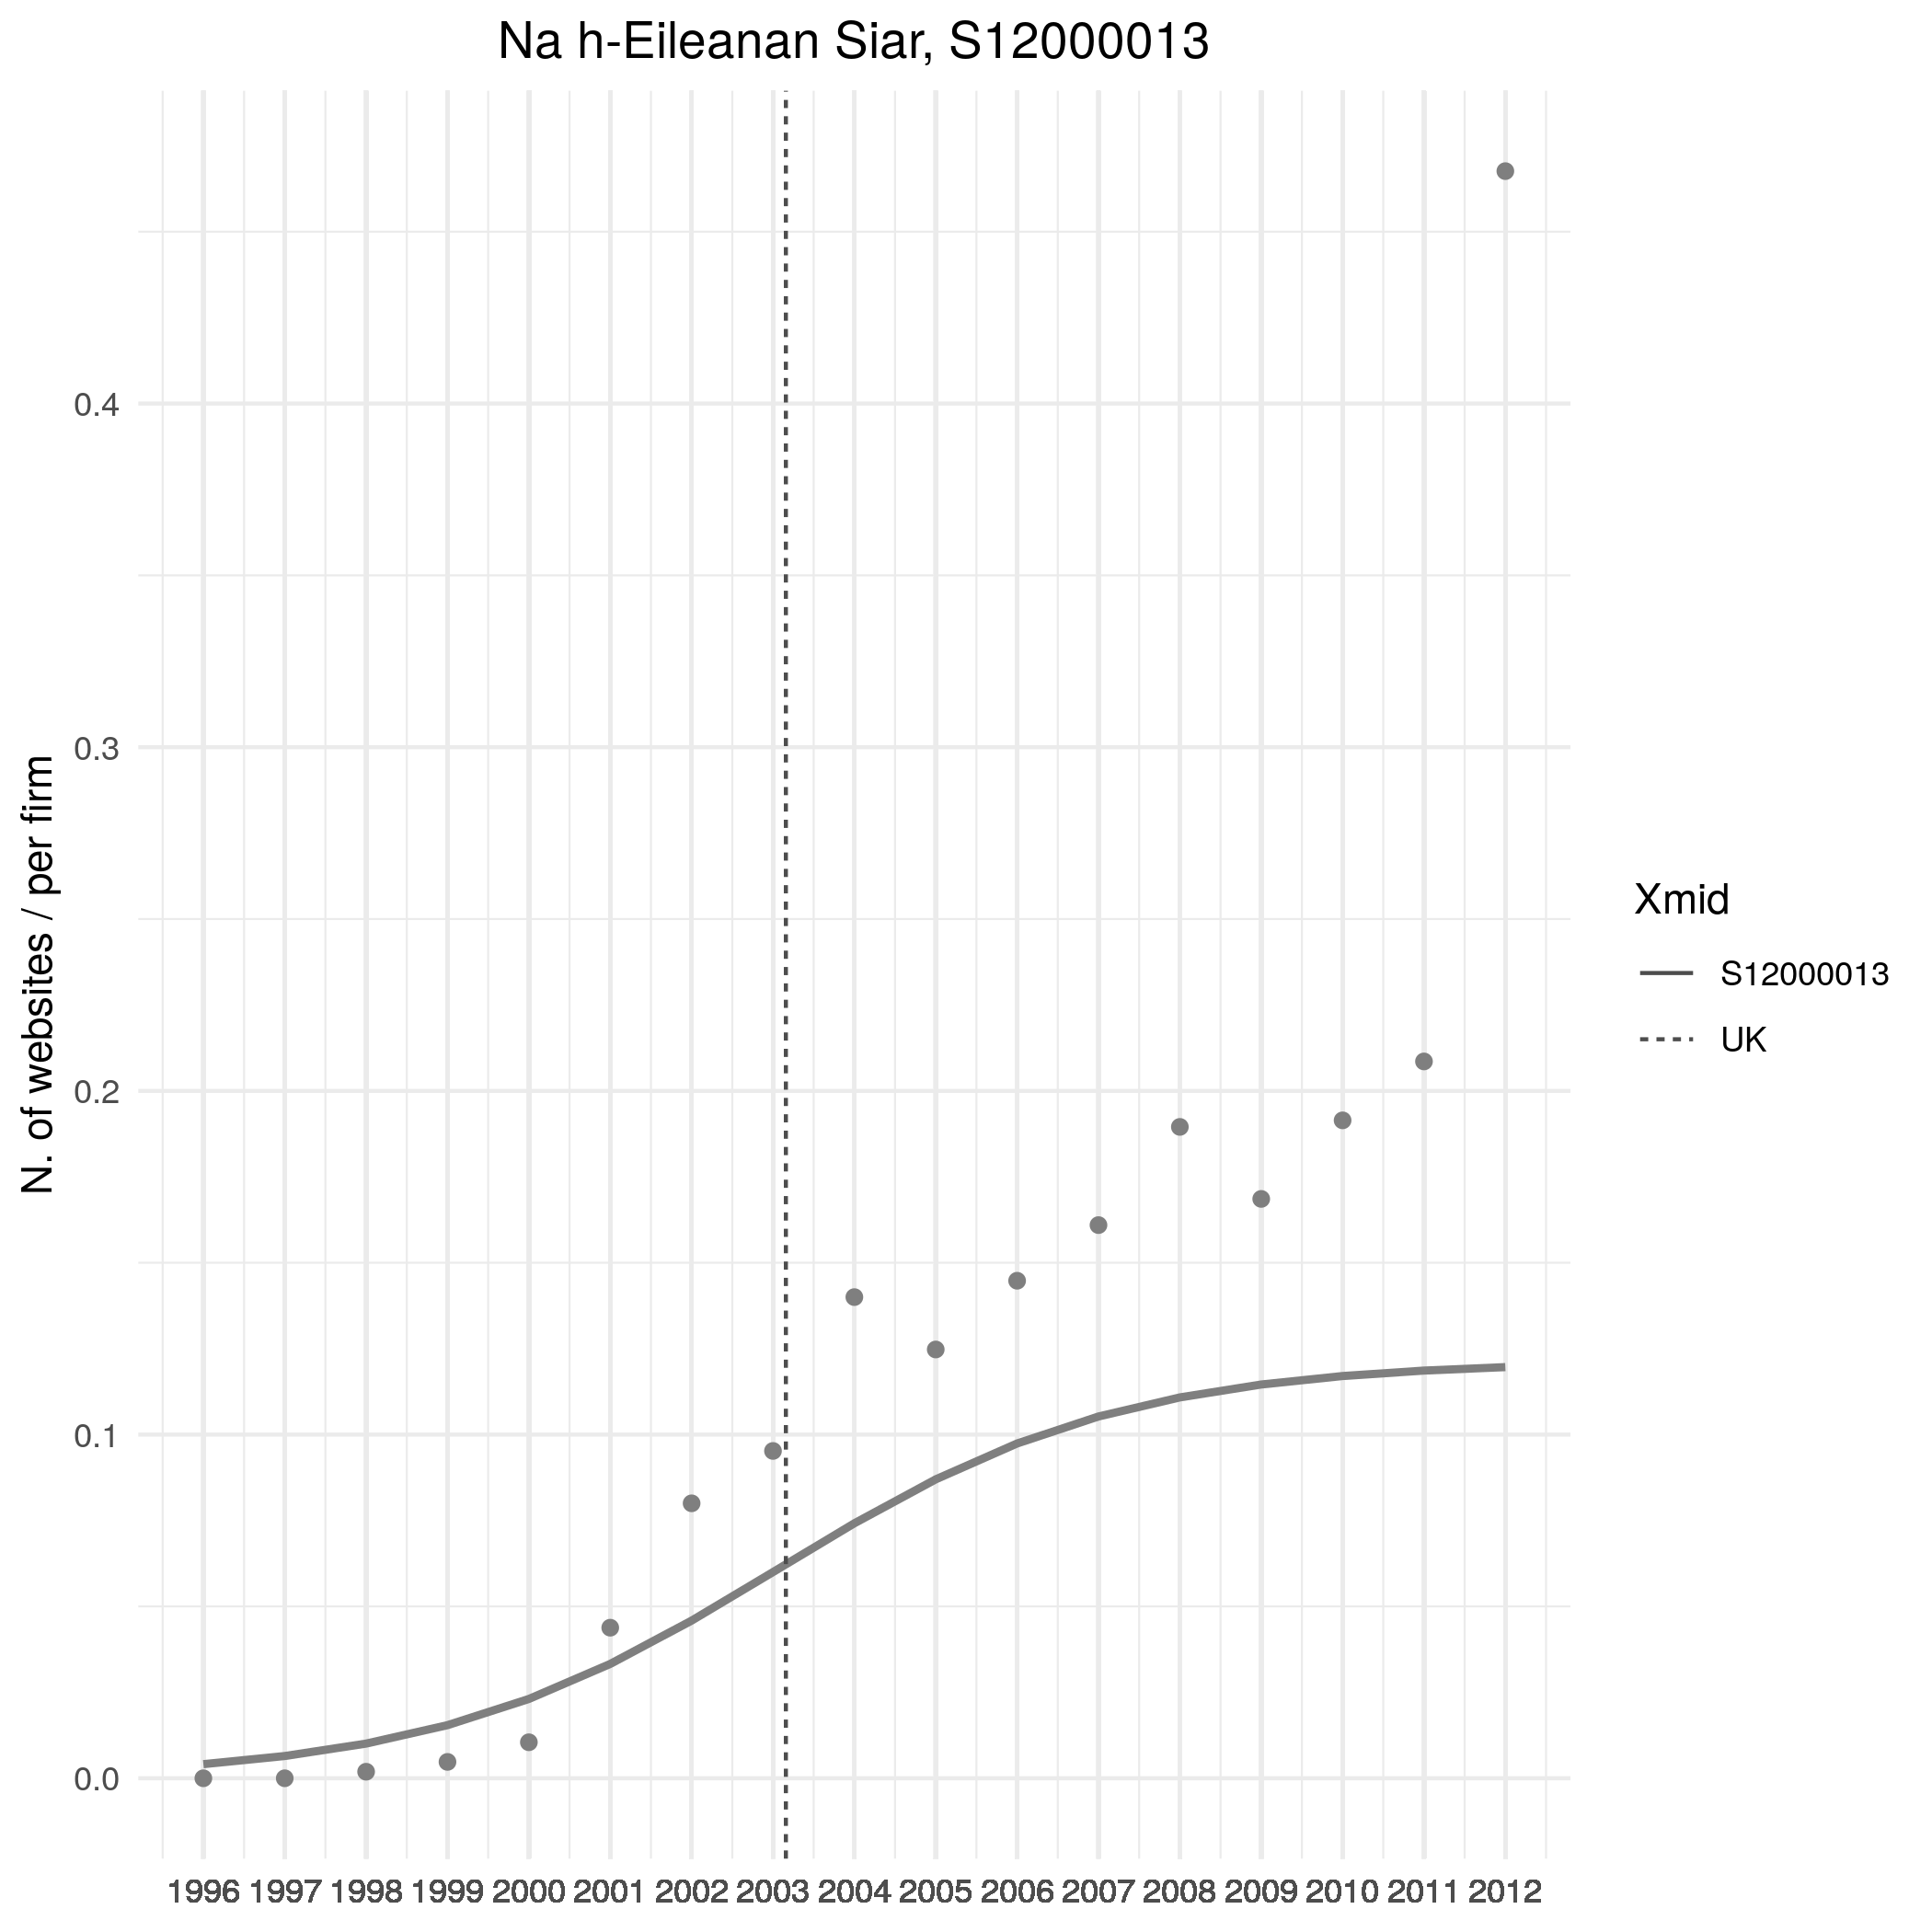 Na h-Eileanan Siar, S12000013
N. of websites / per firm
0.4
0.3
0.2
0.1
0.0
1996 1997 1998 1999 2000 2001 2002 2003 2004 2005 2006 2007 2008 2009 2010 2011 2012
Xmid
S12000013
UK